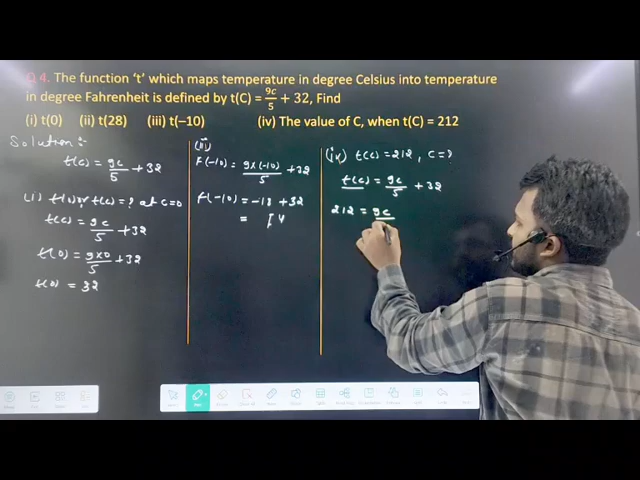 Q 4. The function 't' which maps temperature in degree Celsius into temperature
in degree Fahrenheit is defined by t(C) = 9c/5 + 32, Find
(i) t(0) (ii) t(28) (iii) t(–10) (iv) The value of C, when t(C) = 212
Solution:-
t(c) = 9c/5 + 32
(i) t(0) or t(c) = ? at c=0
t(c) = 9c/5 + 32
t(0) = 9×0/5 + 32
t(0) = 32
(iii)
F(-10) = 9×(-10)/5 + 32
F(-10) = -18 + 32
= 14
(iv) t(c) = 212, c=?
t(c) = 9c/5 + 32
212 = 9c